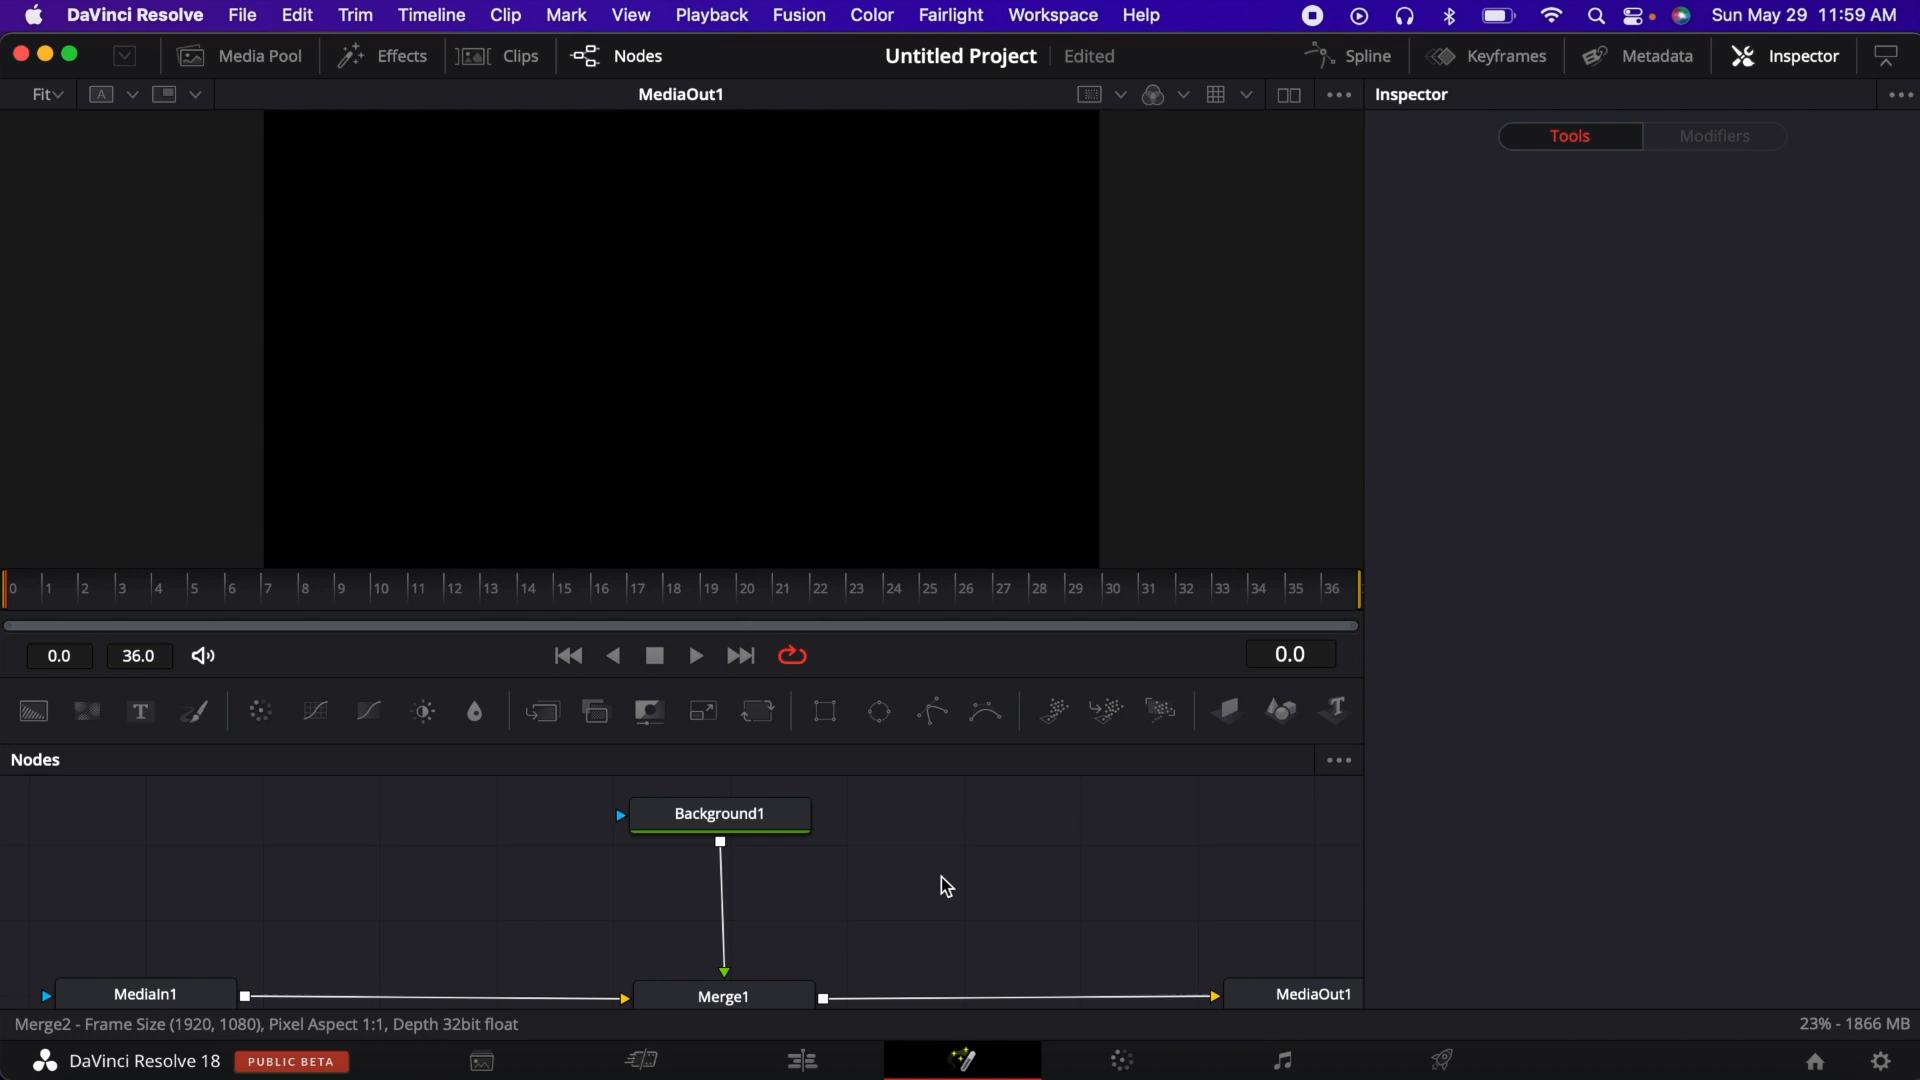 DaVinci Resolve File Edit Trim Timeline Clip Mark View Playback Fusion Color Fairlight Workspace Help Sun May 29 11:59 AM
Media Pool Effects Clips Nodes Untitled Project Edited Spline Keyframes Metadata Inspector
Fit A MediaOut1 Inspector
Tools Modifiers
0 1 2 3 4 5 6 7 8 9 10 11 12 13 14 15 16 17 18 19 20 21 22 23 24 25 26 27 28 29 30 31 32 33 34 35 36
0.0 36.0 0.0
T T
Nodes
Background1
MediaIn1 Merge1 MediaOut1
Merge2 - Frame Size (1920, 1080), Pixel Aspect 1:1, Depth 32bit float 23% - 1866 MB
DaVinci Resolve 18 PUBLIC BETA